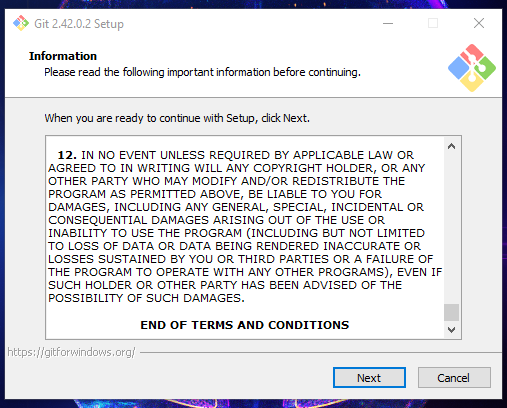 Git 2.42.0.2 Setup
Information
Please read the following important information before continuing.
When you are ready to continue with Setup, click Next.
12. IN NO EVENT UNLESS REQUIRED BY APPLICABLE LAW OR
AGREED TO IN WRITING WILL ANY COPYRIGHT HOLDER, OR ANY
OTHER PARTY WHO MAY MODIFY AND/OR REDISTRIBUTE THE
PROGRAM AS PERMITTED ABOVE, BE LIABLE TO YOU FOR
DAMAGES, INCLUDING ANY GENERAL, SPECIAL, INCIDENTAL OR
CONSEQUENTIAL DAMAGES ARISING OUT OF THE USE OR
INABILITY TO USE THE PROGRAM (INCLUDING BUT NOT LIMITED
TO LOSS OF DATA OR DATA BEING RENDERED INACCURATE OR
LOSSES SUSTAINED BY YOU OR THIRD PARTIES OR A FAILURE OF
THE PROGRAM TO OPERATE WITH ANY OTHER PROGRAMS), EVEN IF
SUCH HOLDER OR OTHER PARTY HAS BEEN ADVISED OF THE
POSSIBILITY OF SUCH DAMAGES.
END OF TERMS AND CONDITIONS
https://gitforwindows.org/
Next
Cancel